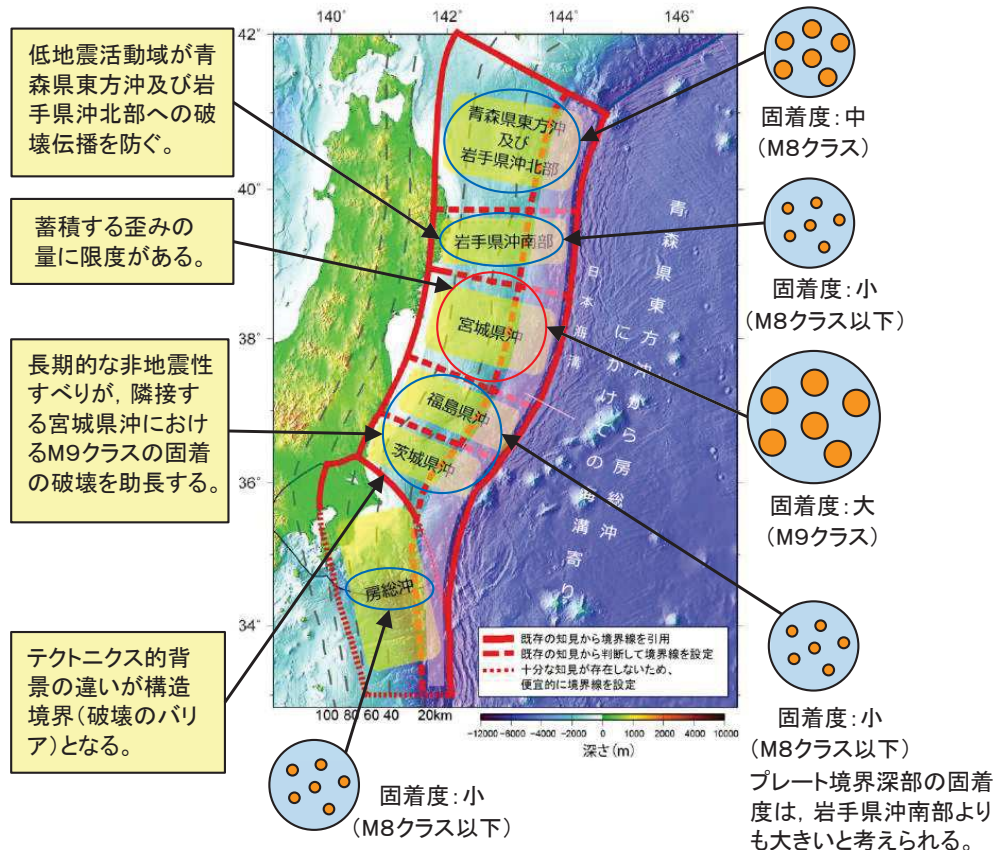 140°
142°
144°
146°
42°
40°
38°
36°
34°
低地震活動域が青
森県東方沖及び岩
手県沖北部への破
壊伝播を防ぐ。
蓄積する歪みの
量に限度がある。
長期的な非地震性
すべりが，隣接す
る宮城県沖におけ
るM9クラスの固着
の破壊を助長する。
テクトニクス的背
景の違いが構造
境界（破壊のバリ
ア）となる。
青森県東方沖
及び
岩手県沖北部
岩手県沖南部
宮城県沖
福島県沖
茨城県沖
房総沖
日本海溝
青森県東方沖から房総沖
にかけての海溝寄り
固着度：中
（M8クラス）
固着度：小
（M8クラス以下）
固着度：大
（M9クラス）
固着度：小
（M8クラス以下）
プレート境界深部の固着
度は，岩手県沖南部より
も大きいと考えられる。
固着度：小
（M8クラス以下）
既存の知見から境界線を引用
既存の知見から判断して境界線を設定
十分な知見が存在しないため、
便宜的に境界線を設定
100 80 60 40 20km
-12000 -8000 -4000 -2000 0 1000 2000 4000 10000
深さ(m)